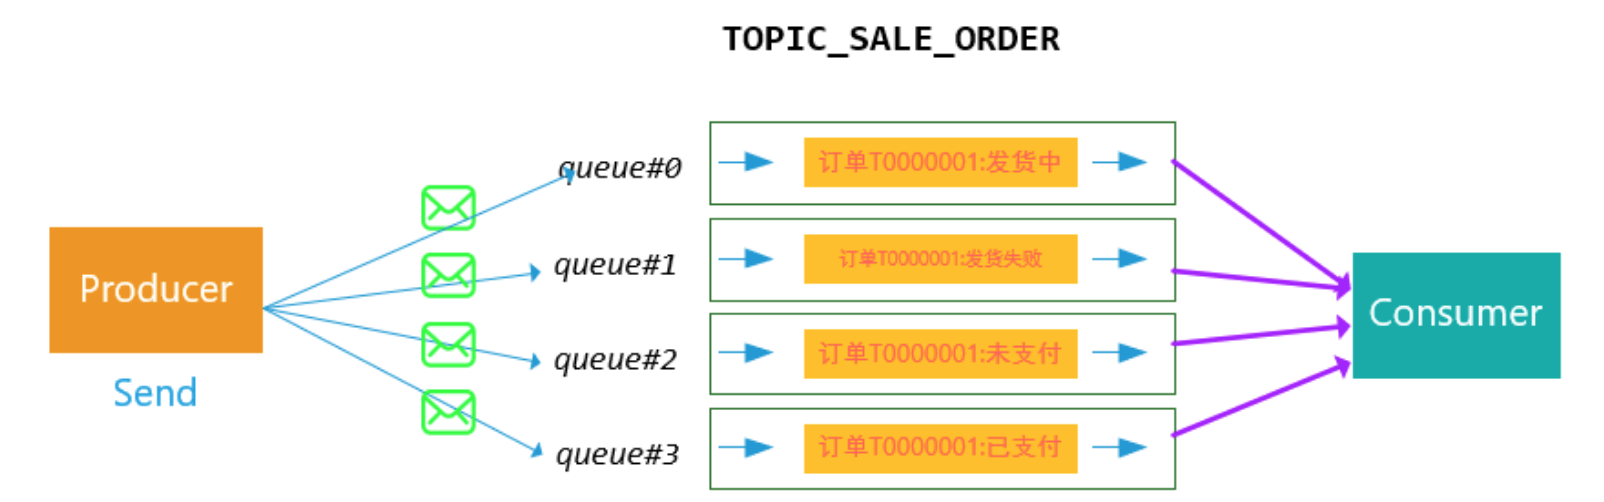 TOPIC_SALE_ORDER
queue#0
订单T0000001:发货中
queue#1
订单T0000001:发货失败
Producer
Consumer
queue#2
订单T0000001:未支付
Send
queue#3
订单T0000001:已支付